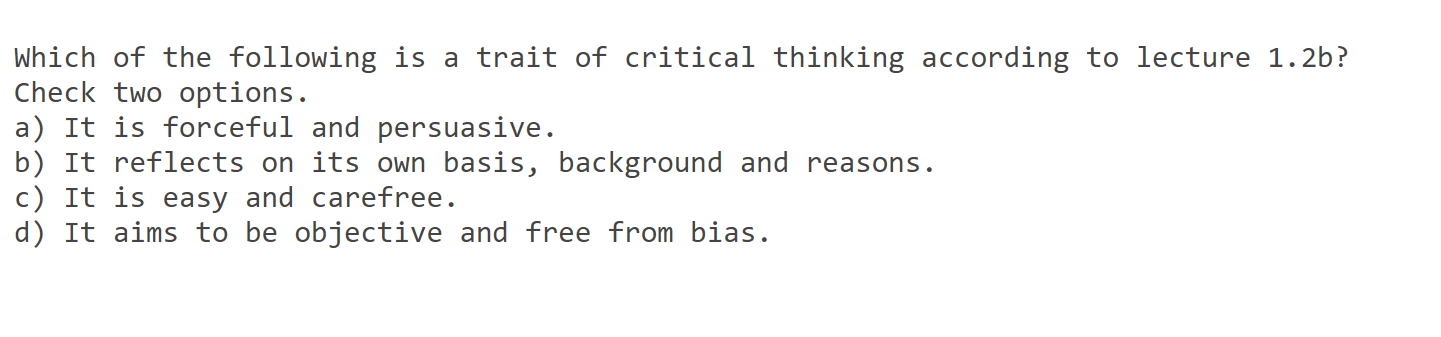 Which of the following is a trait of critical thinking according to lecture 1.2b?
Check two options.
a) It is forceful and persuasive.
b) It reflects on its own basis, background and reasons.
c) It is easy and carefree.
d) It aims to be objective and free from bias.